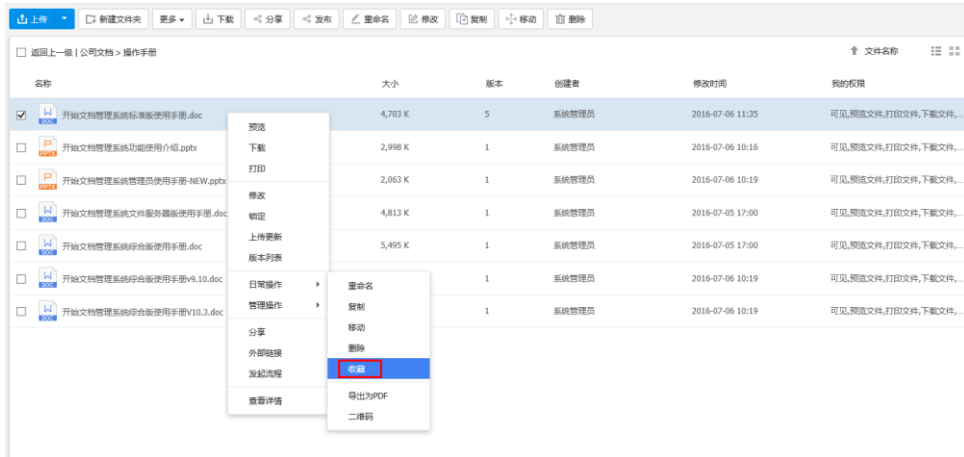 上传 新建文件夹 更多 下载 分享 发布 重命名 修改 复制 移动 删除
返回上一级 | 公司文档 > 操作手册 文件名称
名称 大小 版本 创建者 修改时间 我的权限
DOC 开始文档管理系统标准版使用手册.doc 4,703 K 5 系统管理员 2016-07-06 11:35 可见,预览文件,打印文件,下载文件,...
PPTX 开始文档管理系统功能使用介绍.pptx 2,998 K 1 系统管理员 2016-07-06 10:16 可见,预览文件,打印文件,下载文件,...
PPTX 开始文档管理系统管理员使用手册-NEW.pptx 2,063 K 1 系统管理员 2016-07-06 10:19 可见,预览文件,打印文件,下载文件,...
DOC 开始文档管理系统文件服务器版使用手册.doc 4,813 K 1 系统管理员 2016-07-05 17:00 可见,预览文件,打印文件,下载文件,...
DOC 开始文档管理系统综合版使用手册.doc 5,495 K 1 系统管理员 2016-07-05 17:00 可见,预览文件,打印文件,下载文件,...
DOC 开始文档管理系统综合版使用手册v9.10.doc 1 系统管理员 2016-07-06 10:19 可见,预览文件,打印文件,下载文件,...
DOC 开始文档管理系统综合版使用手册V10.3.doc 1 系统管理员 2016-07-06 10:19 可见,预览文件,打印文件,下载文件,...
预览
下载
打印
修改
锁定
上传更新
版本列表
日常操作
管理操作
分享
外部链接
发起流程
查看详情
重命名
复制
移动
删除
收藏
导出为PDF
二维码